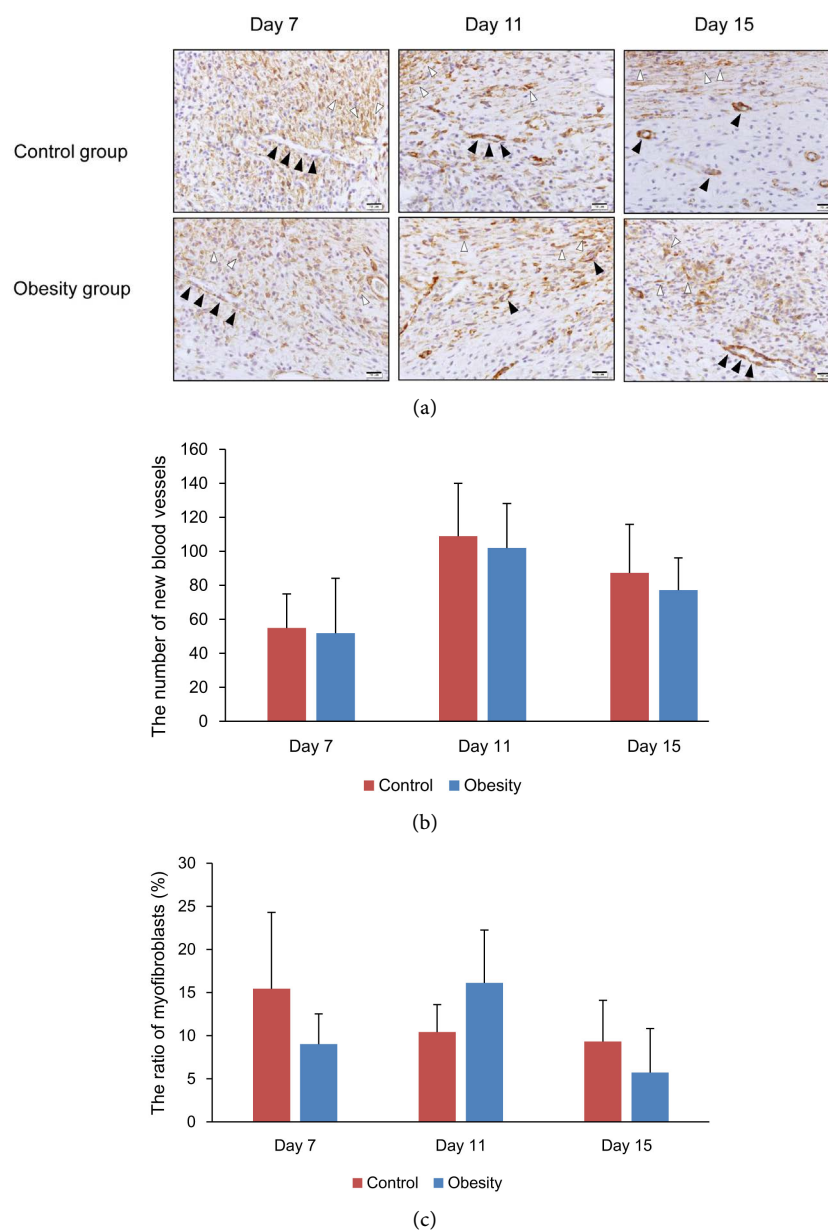 Day 7 Day 11 Day 15
Control group
Obesity group
(a)
The number of new blood vessels
160
140
120
100
80
60
40
20
0
Day 7 Day 11 Day 15
Control Obesity
(b)
The ratio of myofibroblasts (%)
30
25
20
15
10
5
0
Day 7 Day 11 Day 15
Control Obesity
(c)